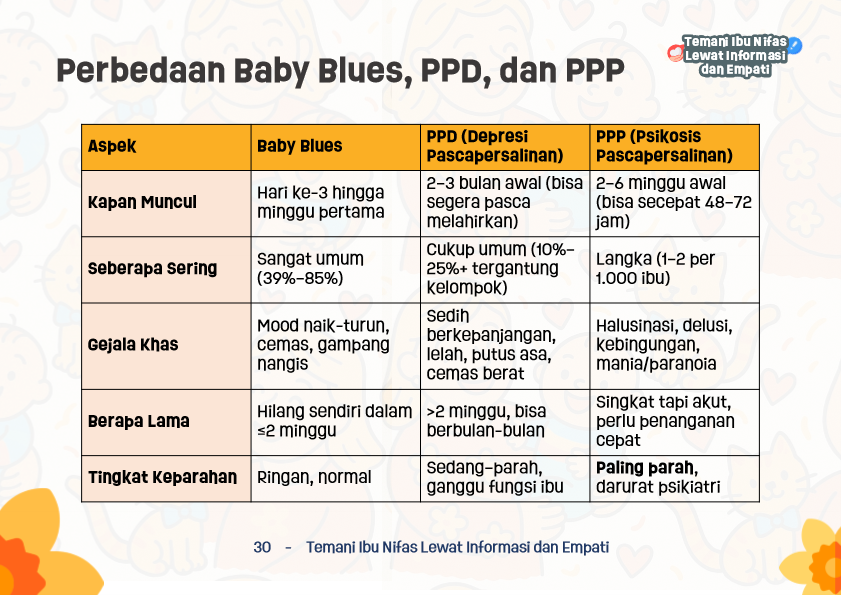 Temani Ibu Nifas
Lewat Informasi
dan Empati
Perbedaan Baby Blues, PPD, dan PPP
Aspek
Baby Blues
PPD (Depresi
Pascapersalinan)
PPP (Psikosis
Pascapersalinan)
Kapan Muncul
Hari ke-3 hingga
minggu pertama
2–3 bulan awal (bisa
segera pasca
melahirkan)
2–6 minggu awal
(bisa secepat 48–72
jam)
Seberapa Sering
Sangat umum
(39%–85%)
Cukup umum (10%–
25%+ tergantung
kelompok)
Langka (1–2 per
1.000 ibu)
Gejala Khas
Mood naik-turun,
cemas, gampang
nangis
Sedih
berkepanjangan,
lelah, putus asa,
cemas berat
Halusinasi, delusi,
kebingungan,
mania/paranoia
Berapa Lama
Hilang sendiri dalam
≤2 minggu
>2 minggu, bisa
berbulan-bulan
Singkat tapi akut,
perlu penanganan
cepat
Tingkat Keparahan
Ringan, normal
Sedang–parah,
ganggu fungsi ibu
Paling parah,
darurat psikiatri
30 - Temani Ibu Nifas Lewat Informasi dan Empati